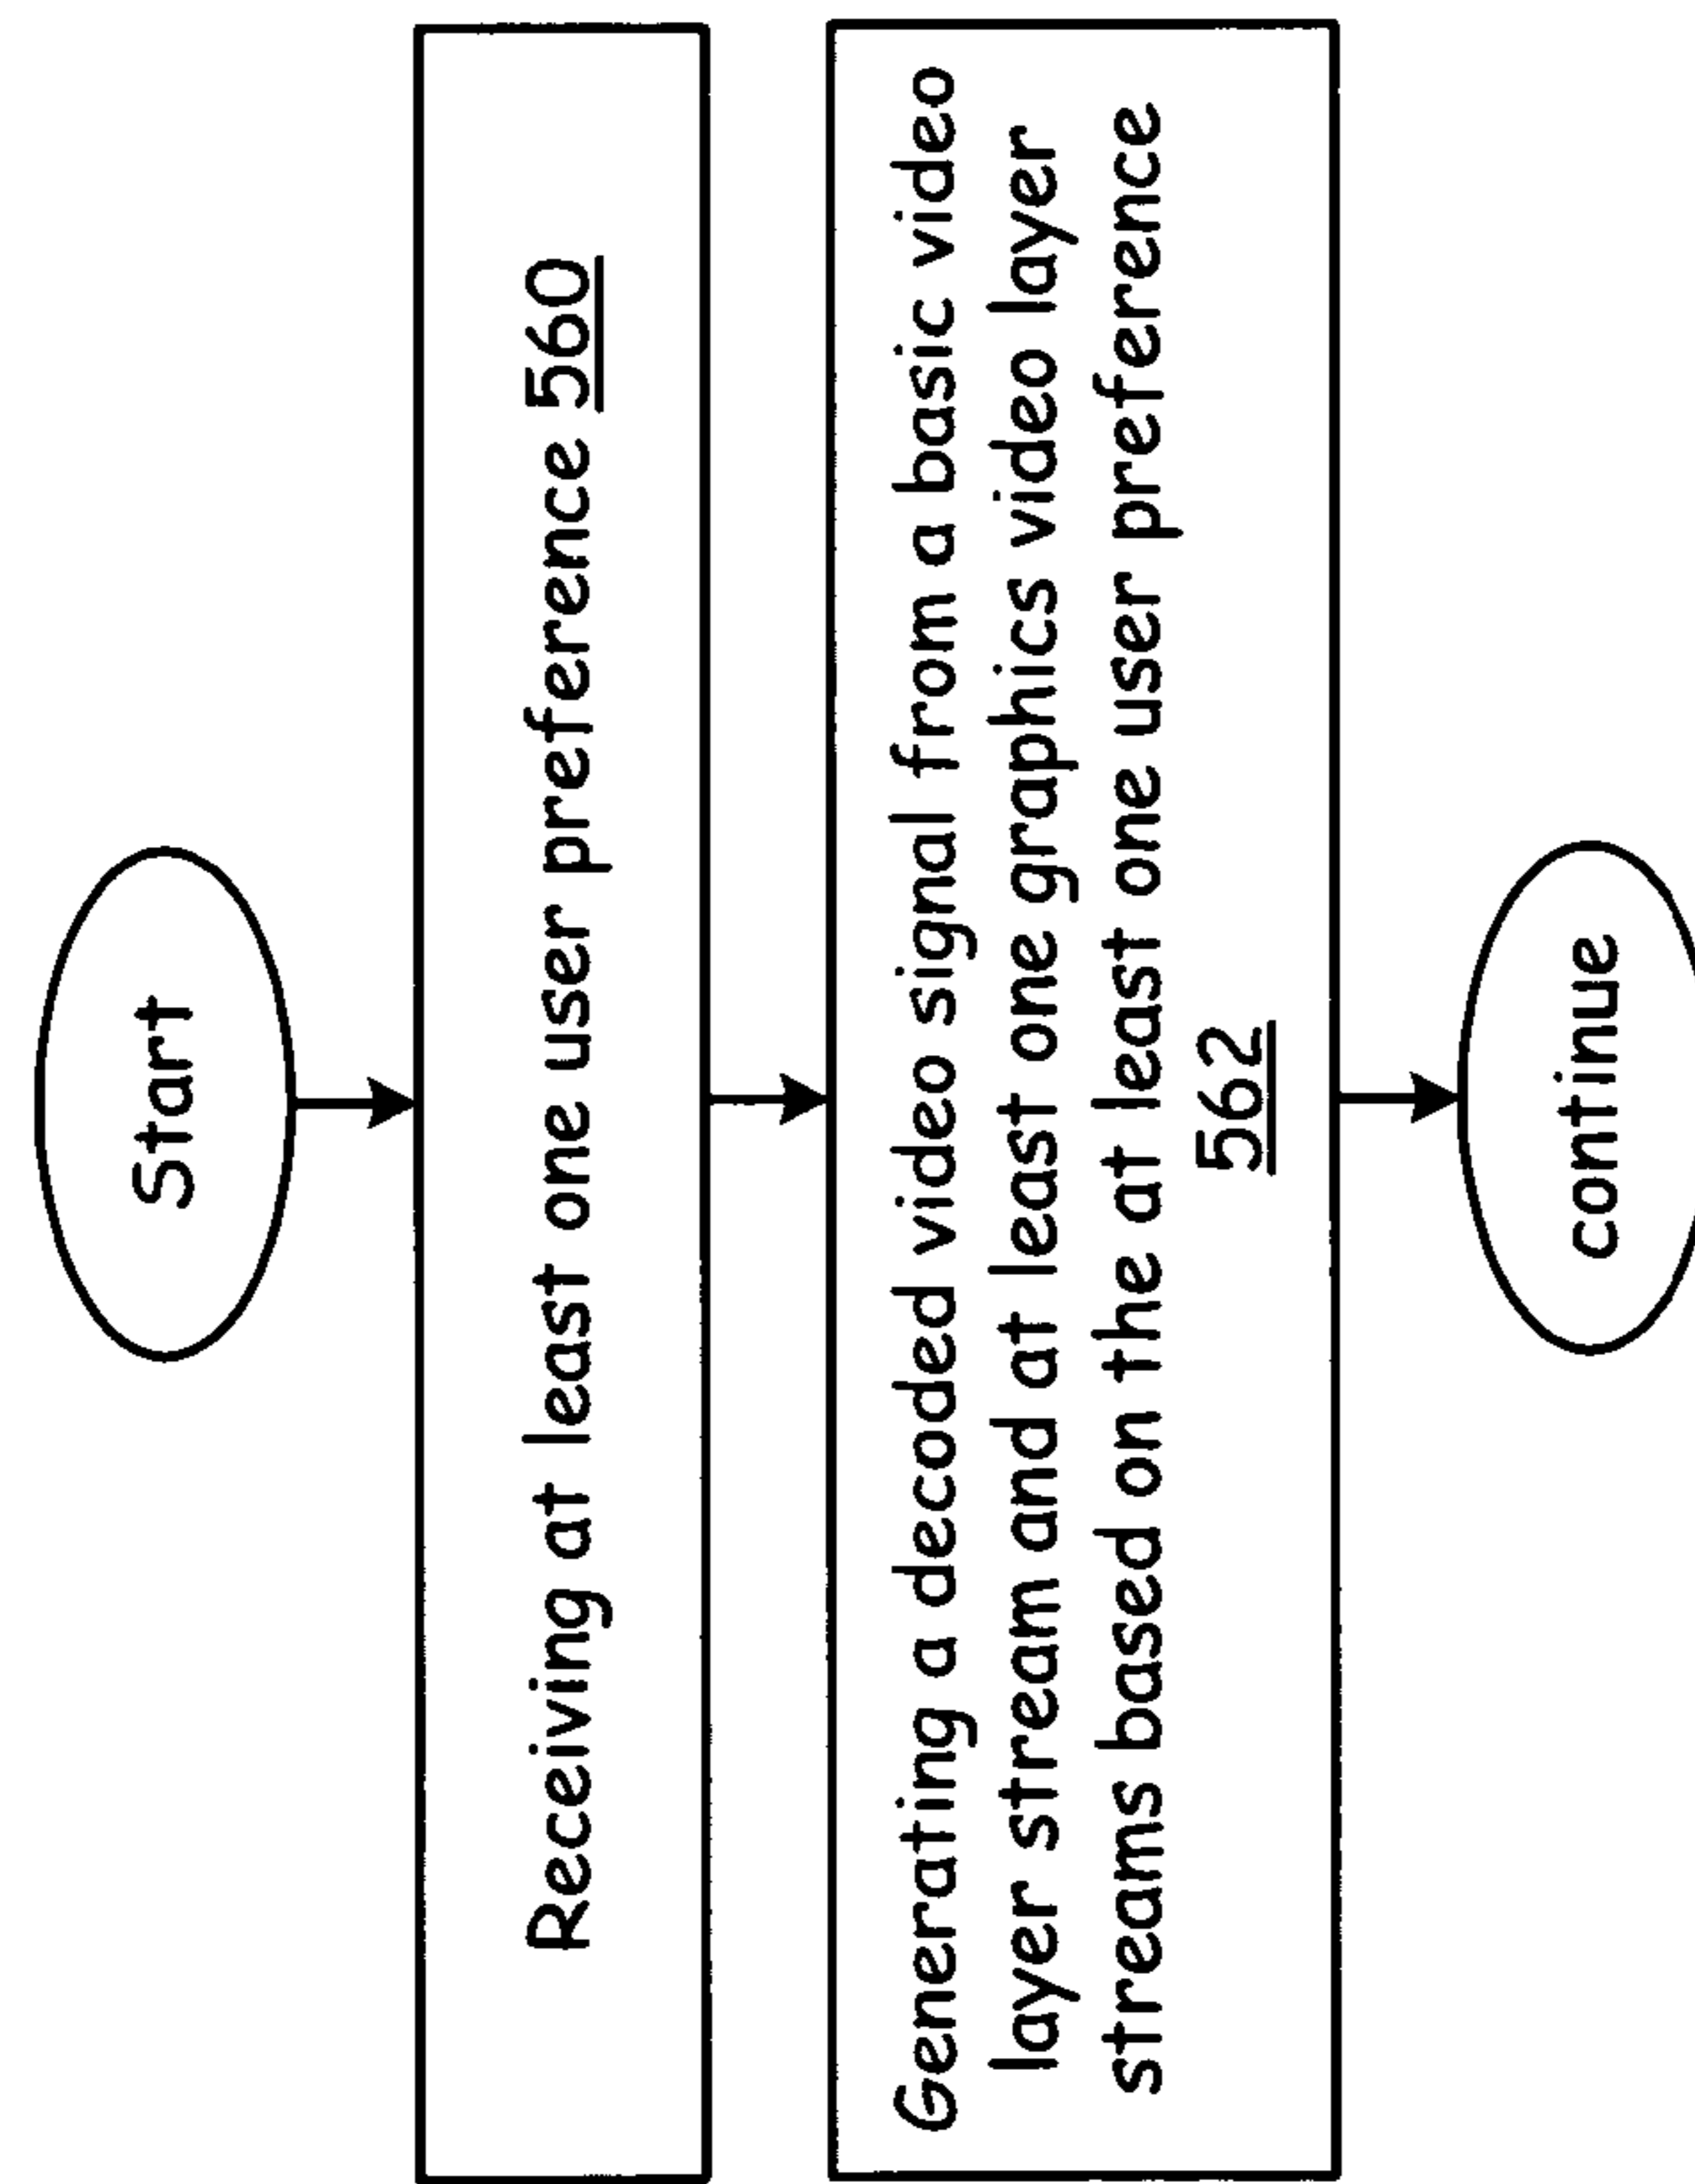 Start
Receiving at least one user preference 560
Generating a decoded video signal from a basic video
layer stream and at least one graphics video layer
streams based on the at least one user preference
562
continue